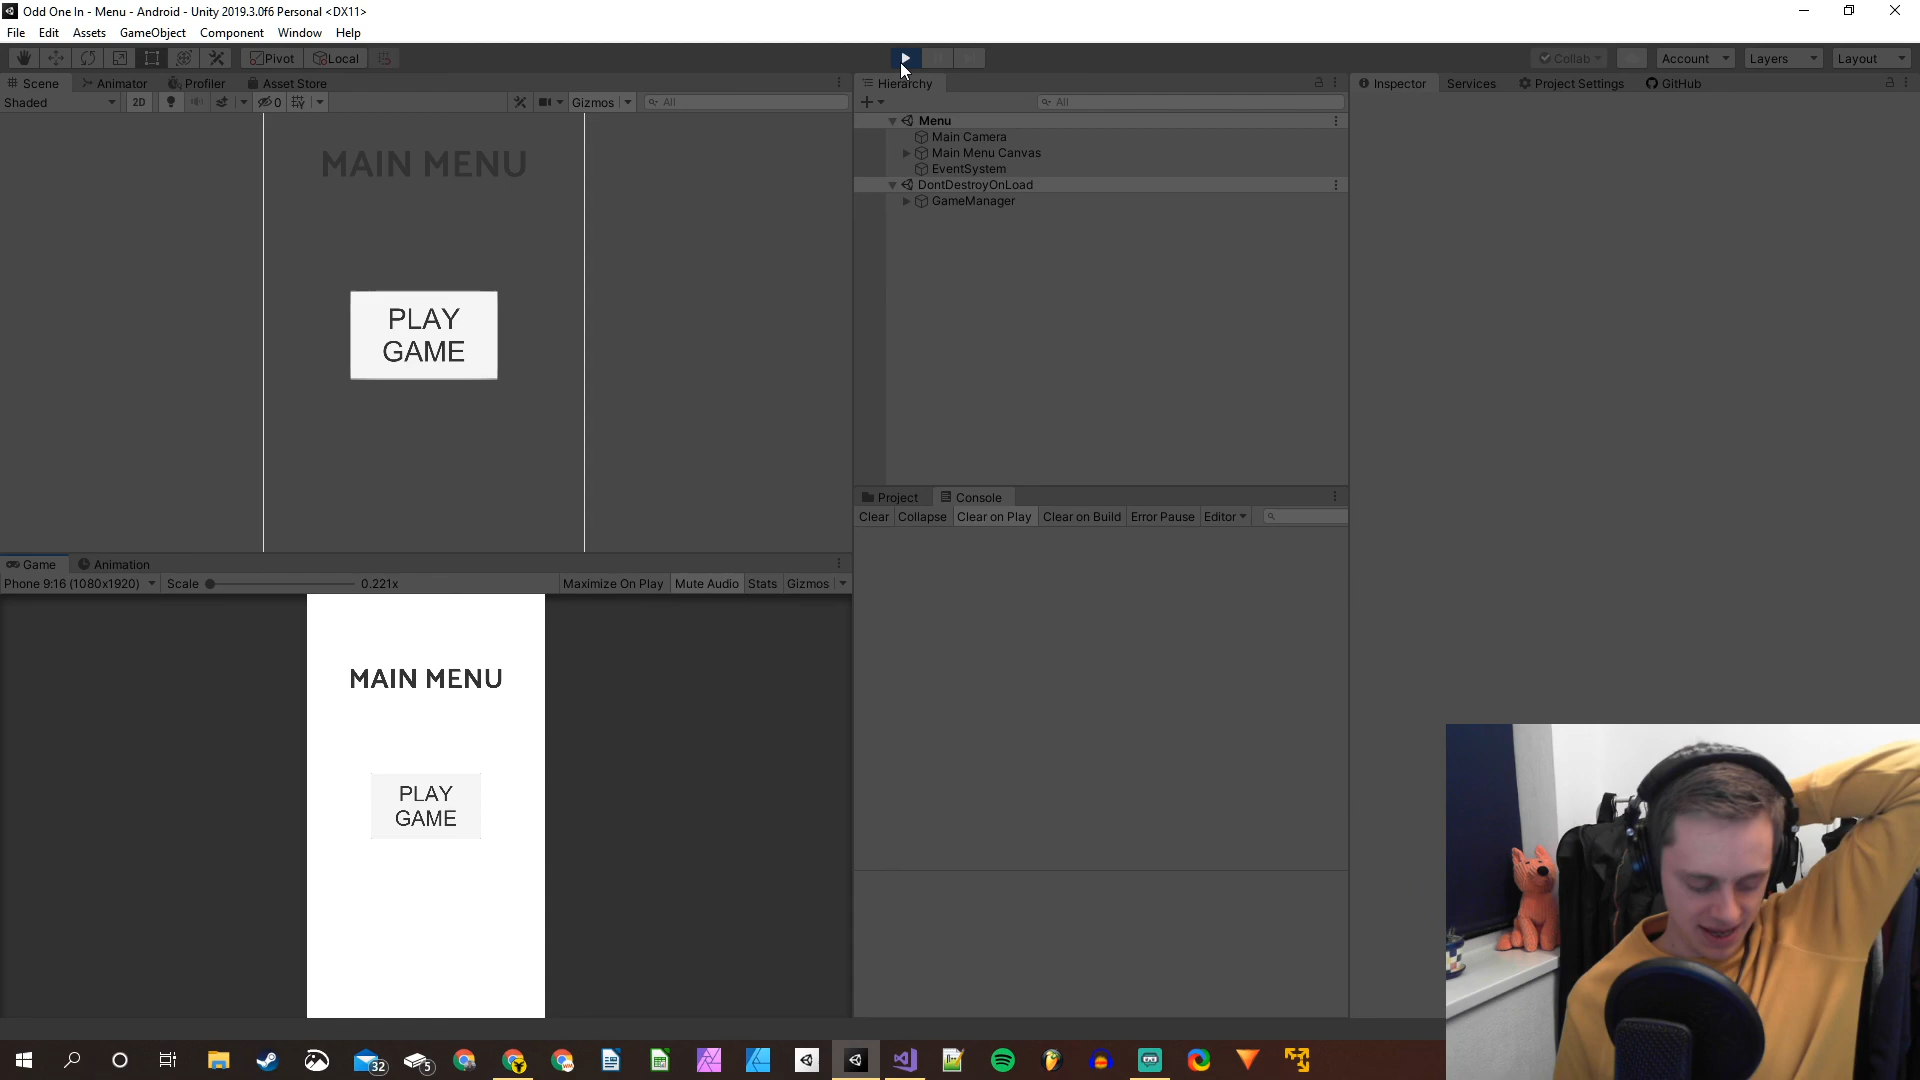 Odd One In - Menu - Android - Unity 2019.3.0f6 Personal <DX11>
File Edit Assets GameObject Component Window Help
Pivot Local Collab Account Layers Layout
Scene Animator Profiler Asset Store
Hierarchy
Inspector Services Project Settings GitHub
Shaded 2D 0 Gizmos All
All
Menu
Main Camera
Main Menu Canvas
EventSystem
DontDestroyOnLoad
GameManager
MAIN MENU
PLAY
GAME
Project Console
Clear Collapse Clear on Play Clear on Build Error Pause Editor
Game Animation
Phone 9:16 (1080x1920) Scale 0.221x Maximize On Play Mute Audio Stats Gizmos
MAIN MENU
PLAY
GAME
32
5